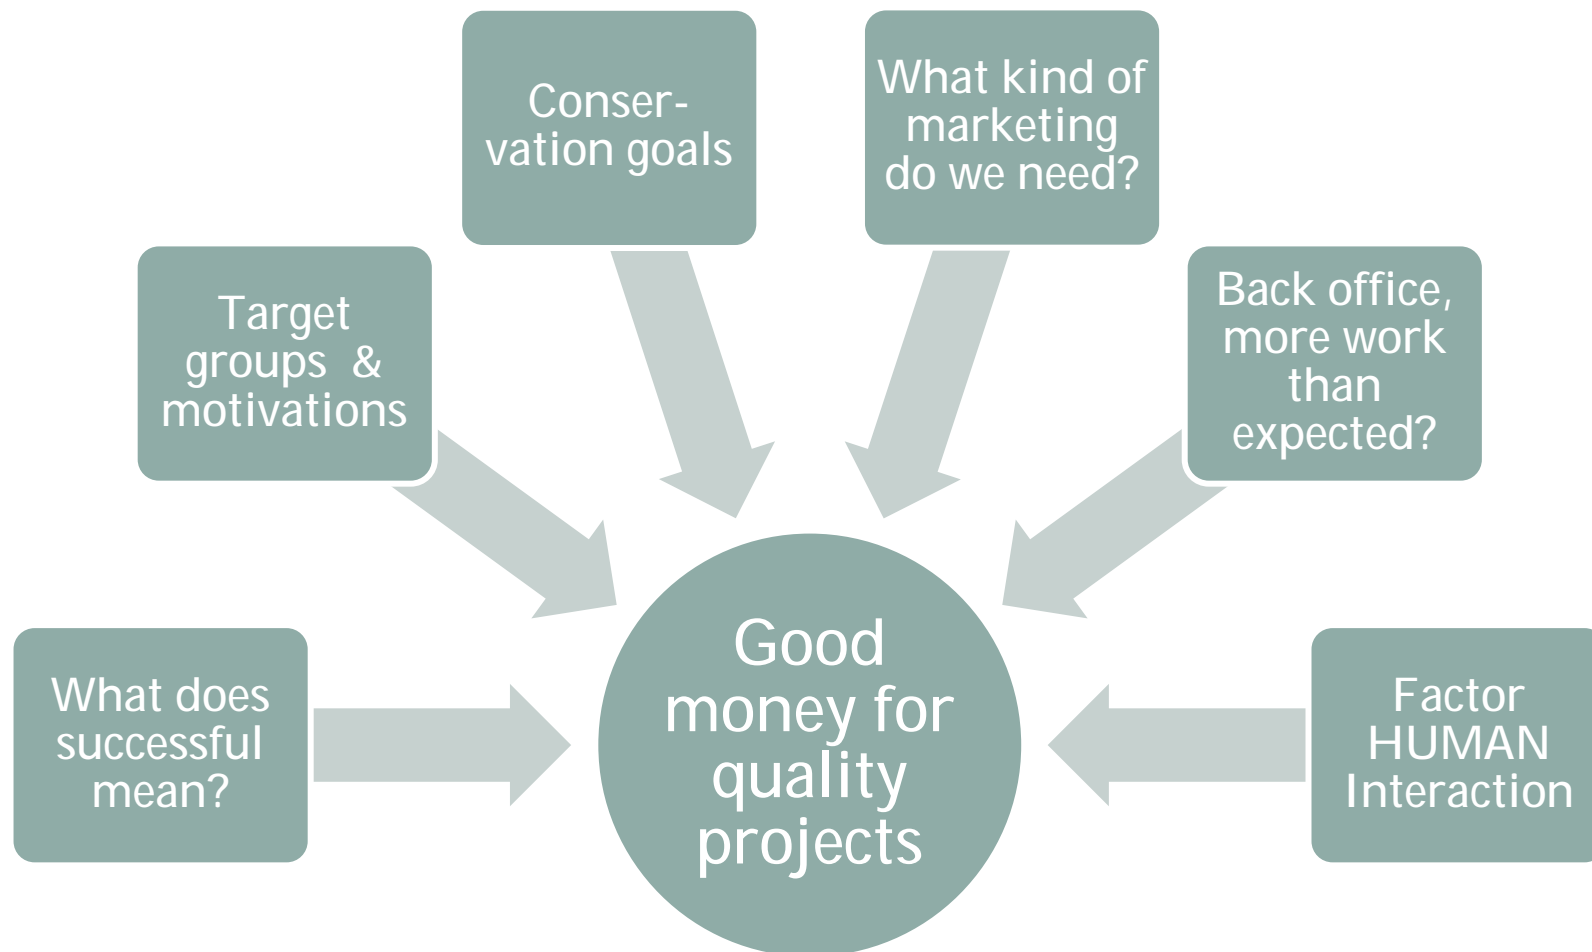 Conser-
vation goals
What kind of
marketing
do we need?
Target
groups & 
motivations
Back office,
more work
than
expected?
What does
successful
mean?
Good
money for
quality
projects
Factor
HUMAN
Interaction